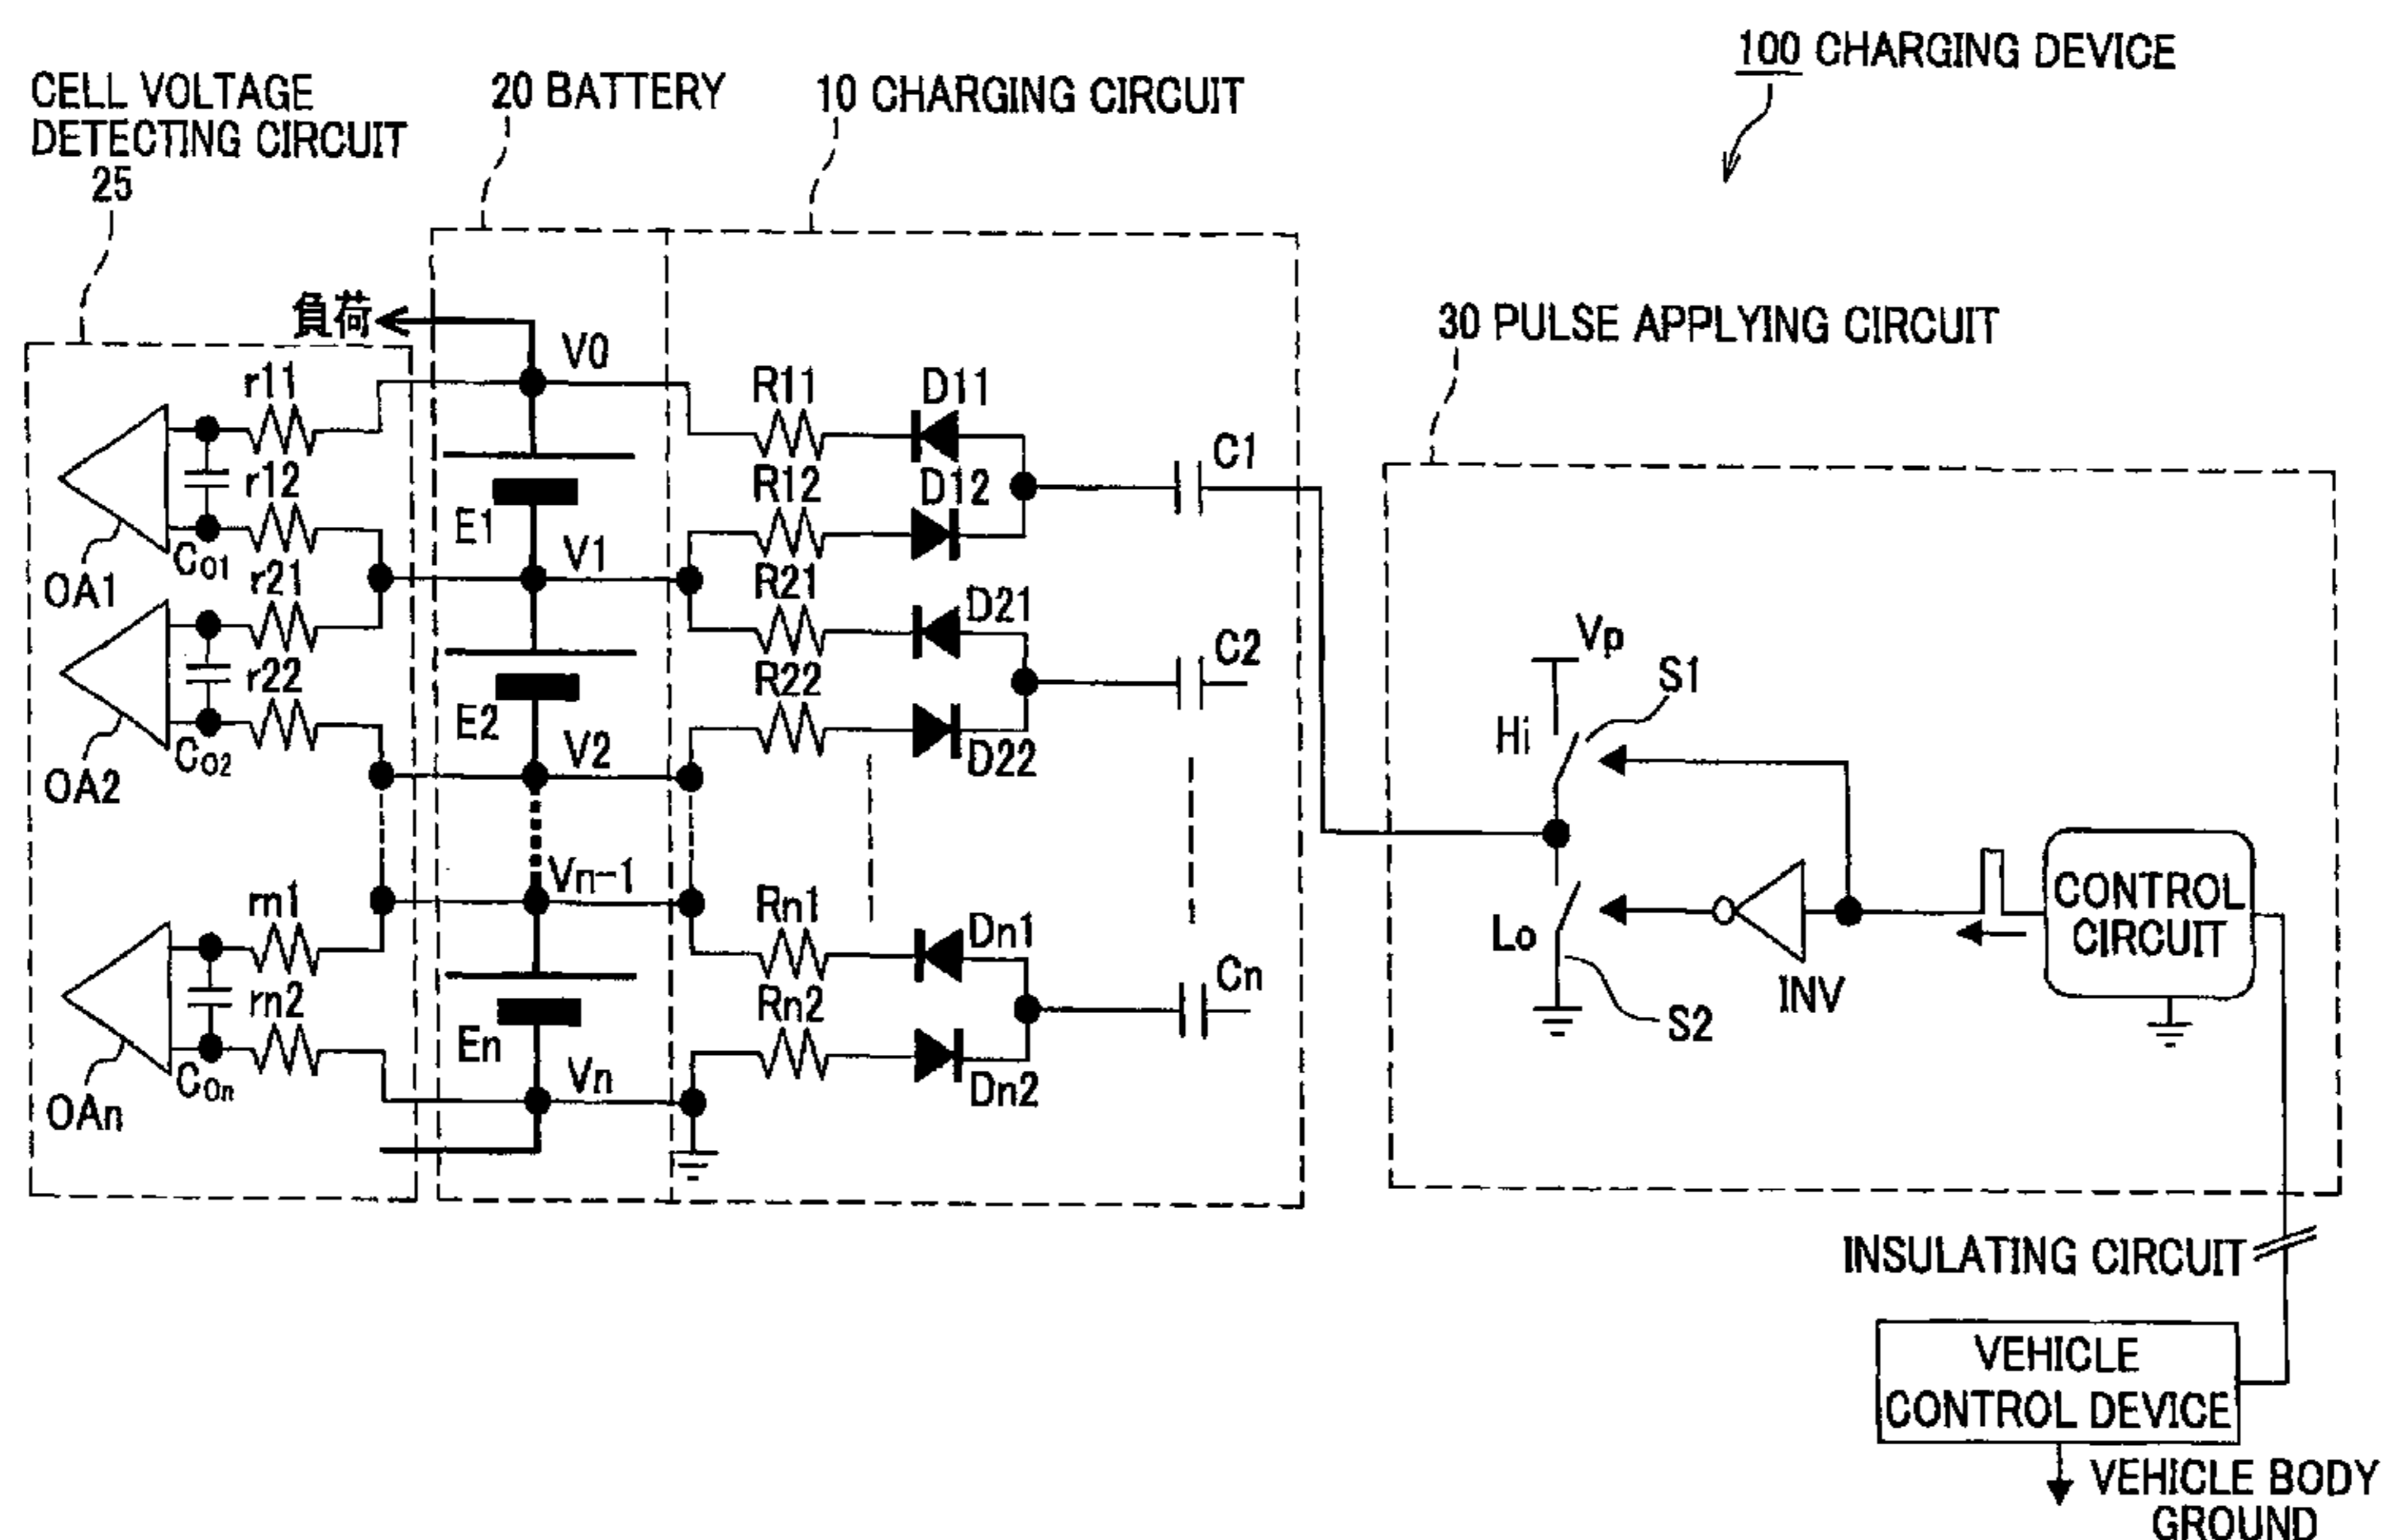 100 CHARGING DEVICE
CELL VOLTAGE
DETECTING CIRCUIT
25
20 BATTERY
10 CHARGING CIRCUIT
30 PULSE APPLYING CIRCUIT
負荷
V0
r11
r12
R11
D11
R12
D12
C1
E1
V1
OA1
Co1
r21
R21
D21
C2
r22
R22
E2
V2
D22
OA2
Co2
Vp
S1
Hi
Vn-1
rn1
Rn1
Dn1
Cn
rn2
Rn2
Lo
INV
CONTROL
CIRCUIT
S2
En
Vn
Dn2
OAn
Con
INSULATING CIRCUIT
VEHICLE
CONTROL DEVICE
VEHICLE BODY
GROUND